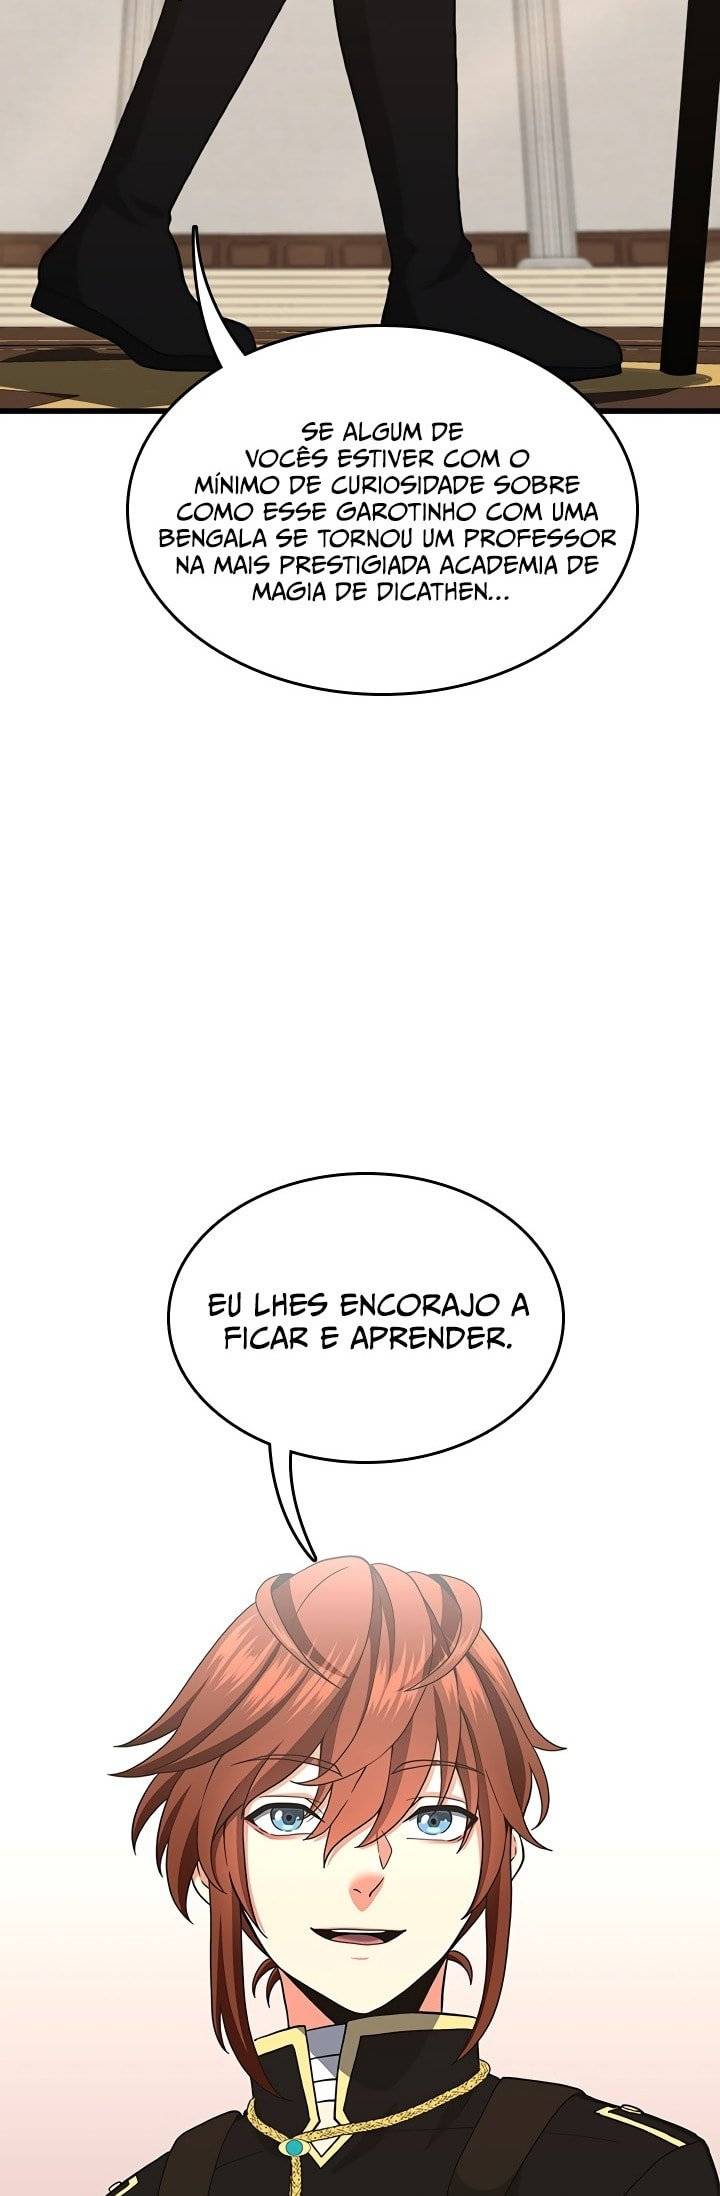 SE ALGUM DE
VOCÊS ESTIVER COM O
MÍNIMO DE CURIOSIDADE SOBRE
COMO ESSE GAROTINHO COM UMA
BENGALA SE TORNOU UM PROFESSOR
NA MAIS PRESTIGIADA ACADEMIA DE
MAGIA DE DICATHEN...
EU LHES ENCORAJO A
FICAR E APRENDER.